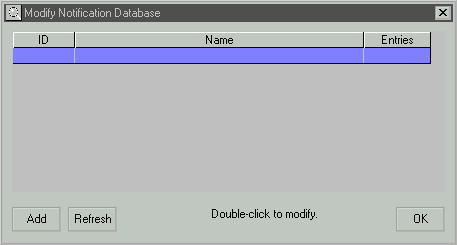 Modify Notification Database
ID Name Entries
Add Refresh Double-click to modify. OK